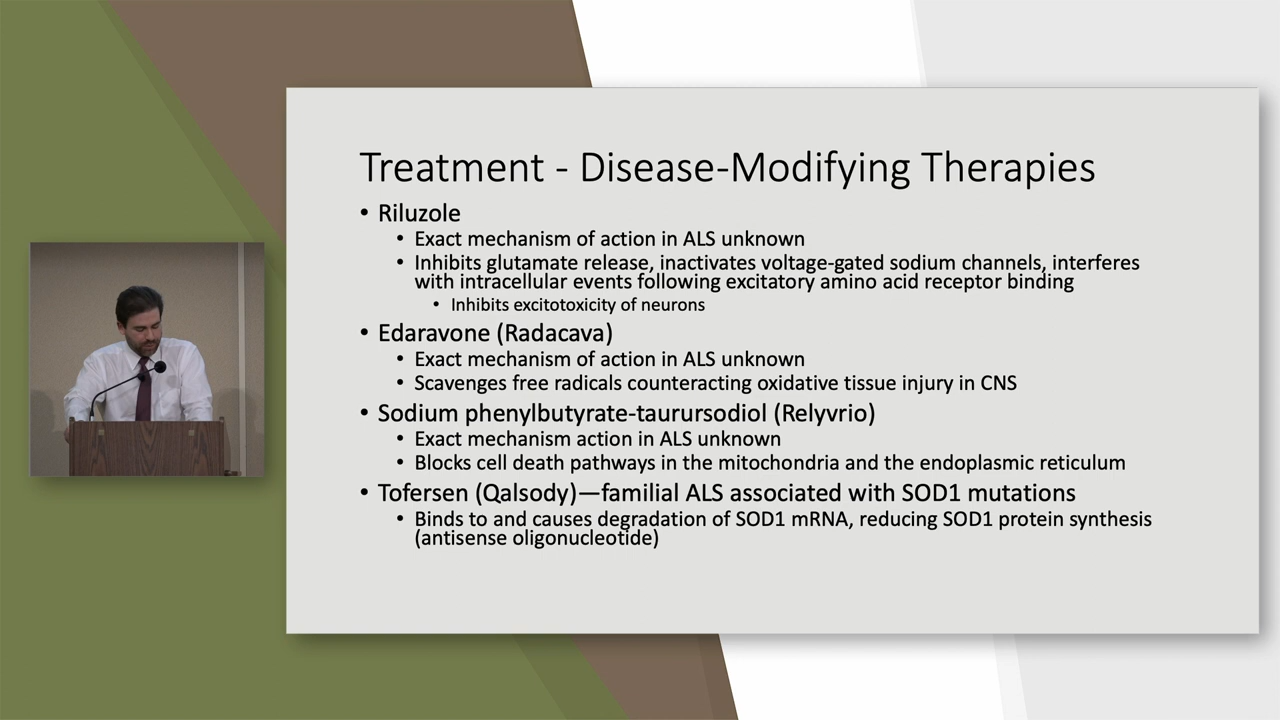 Treatment - Disease-Modifying Therapies
• Riluzole
• Exact mechanism of action in ALS unknown
• Inhibits glutamate release, inactivates voltage-gated sodium channels, interferes
with intracellular events following excitatory amino acid receptor binding
• Inhibits excitotoxicity of neurons
• Edaravone (Radacava)
• Exact mechanism of action in ALS unknown
• Scavenges free radicals counteracting oxidative tissue injury in CNS
• Sodium phenylbutyrate-taurursodiol (Relyvrio)
• Exact mechanism action in ALS unknown
• Blocks cell death pathways in the mitochondria and the endoplasmic reticulum
• Tofersen (Qalsody)—familial ALS associated with SOD1 mutations
• Binds to and causes degradation of SOD1 mRNA, reducing SOD1 protein synthesis
(antisense oligonucleotide)